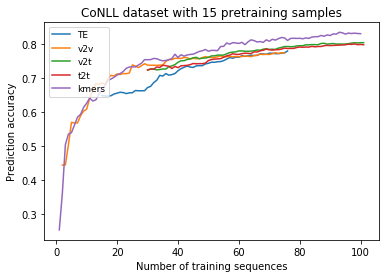 CoNLL dataset with 15 pretraining samples
TE
v2v
v2t
t2t
kmers
Prediction accuracy
0.8
0.7
0.6
0.5
0.4
0.3
0
20
40
60
80
100
Number of training sequences